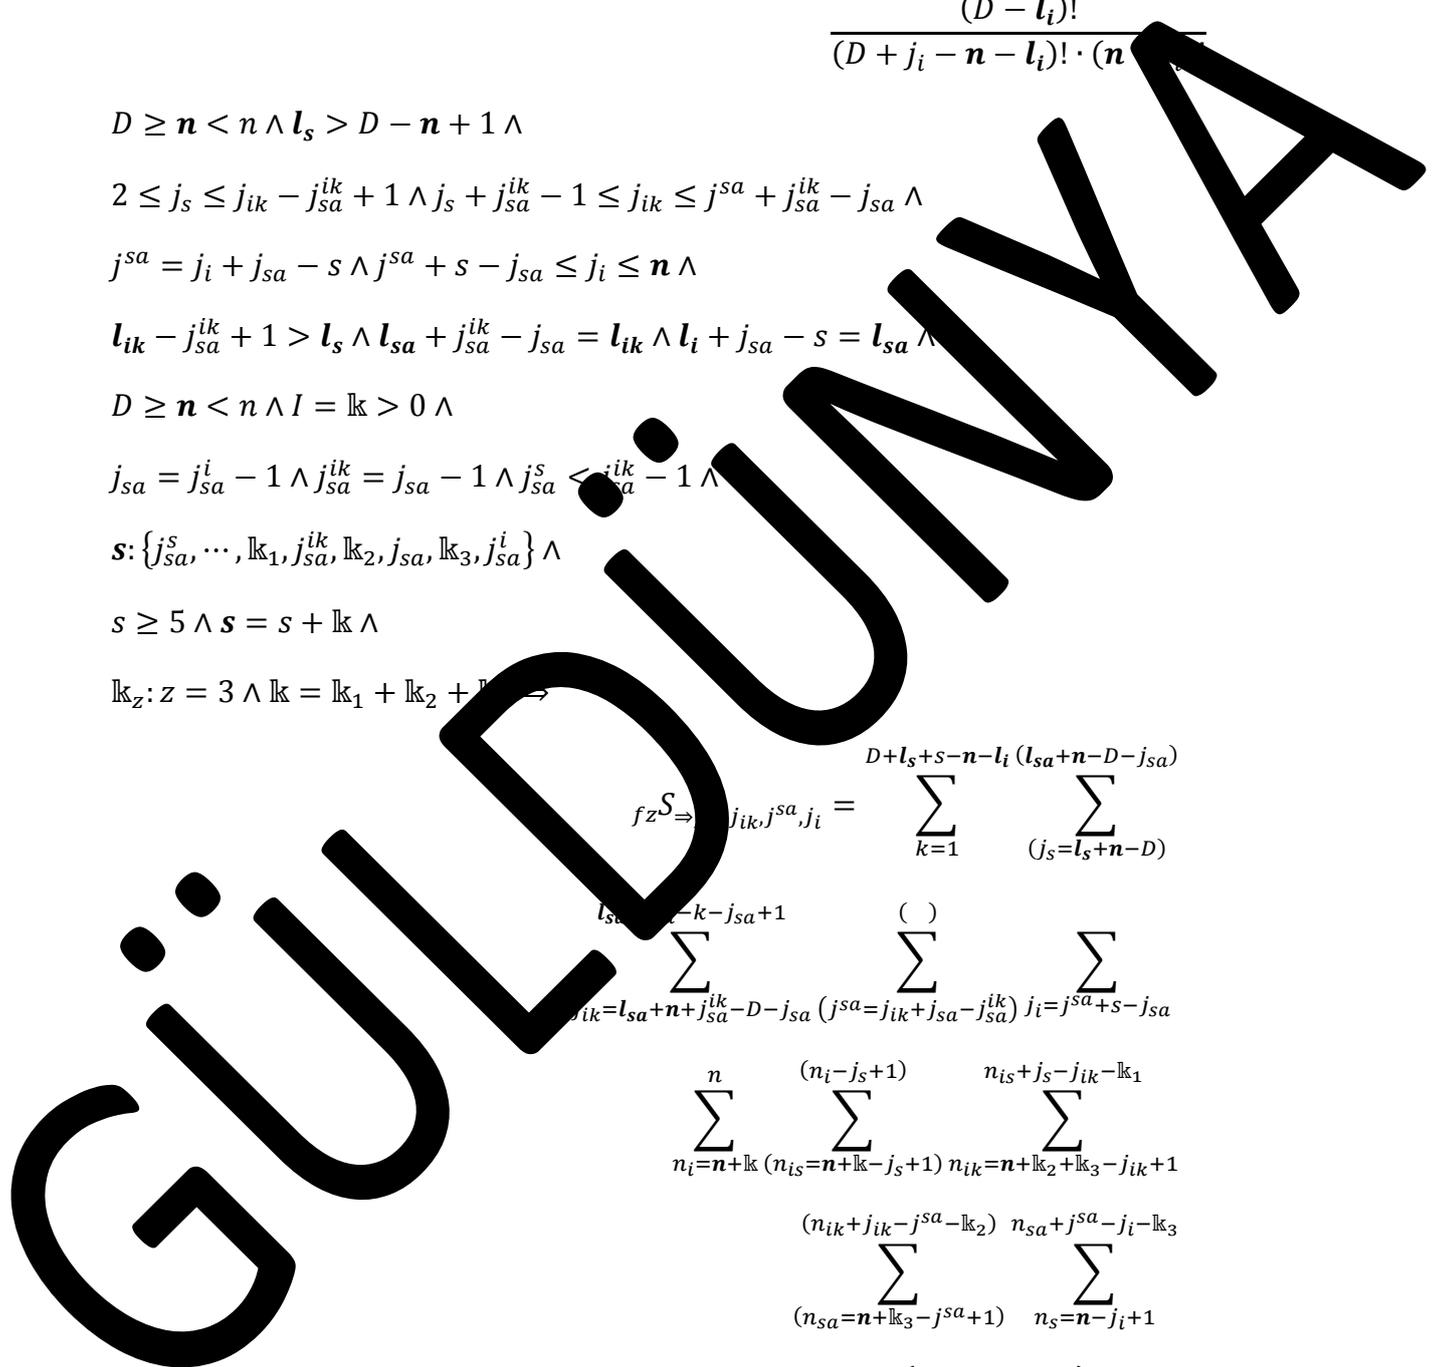 (D − l_i)!
(D + j_i − n − l_i)! · (n
D ≥ n < n ∧ l_s > D − n + 1 ∧
2 ≤ j_s ≤ j_ik − j_sa^ik + 1 ∧ j_s + j_sa^ik − 1 ≤ j_ik ≤ j^sa + j_sa^ik − j_sa ∧
j^sa = j_i + j_sa − s ∧ j^sa + s − j_sa ≤ j_i ≤ n ∧
l_ik − j_sa^ik + 1 > l_s ∧ l_sa + j_sa^ik − j_sa = l_ik ∧ l_i + j_sa − s = l_sa ∧
D ≥ n < n ∧ I = 𝕜 > 0 ∧
j_sa = j_sa^i − 1 ∧ j_sa^ik = j_sa − 1 ∧ j_sa^s < j_sa^ik − 1 ∧
s: {j_sa^s, ⋯ , 𝕜_1, j_sa^ik, 𝕜_2, j_sa, 𝕜_3, j_sa^i} ∧
s ≥ 5 ∧ s = s + 𝕜 ∧
𝕜_z: z = 3 ∧ 𝕜 = 𝕜_1 + 𝕜_2 + ⇒
D+l_s+s−n−l_i (l_sa+n−D−j_sa)
fzS⇒ j_ik,j^sa,j_i = ∑ ∑
k=1 (j_s=l_s+n−D)
−k−j_sa+1 ( )
∑ ∑ ∑
j_ik=l_sa+n+j_sa^ik−D−j_sa (j^sa=j_ik+j_sa−j_sa^ik) j_i=j^sa+s−j_sa
n (n_i−j_s+1) n_is+j_s−j_ik−𝕜_1
∑ ∑ ∑
n_i=n+𝕜 (n_is=n+𝕜−j_s+1) n_ik=n+𝕜_2+𝕜_3−j_ik+1
(n_ik+j_ik−j^sa−𝕜_2) n_sa+j^sa−j_i−𝕜_3
∑ ∑
(n_sa=n+𝕜_3−j^sa+1) n_s=n−j_i+1
GÜLDÜNYA